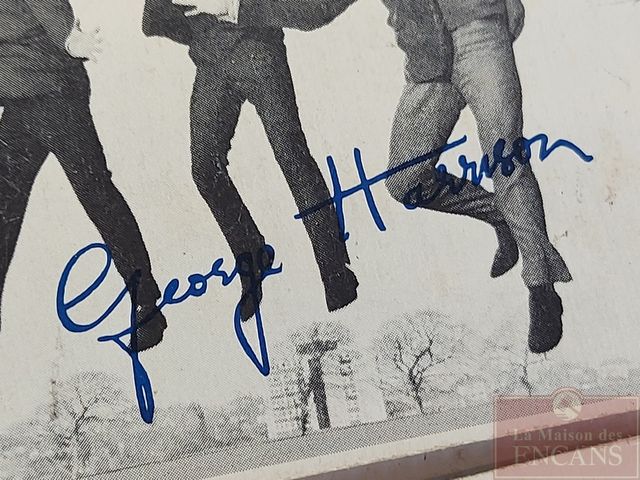 George Harrison
La Maison des
ENCANS